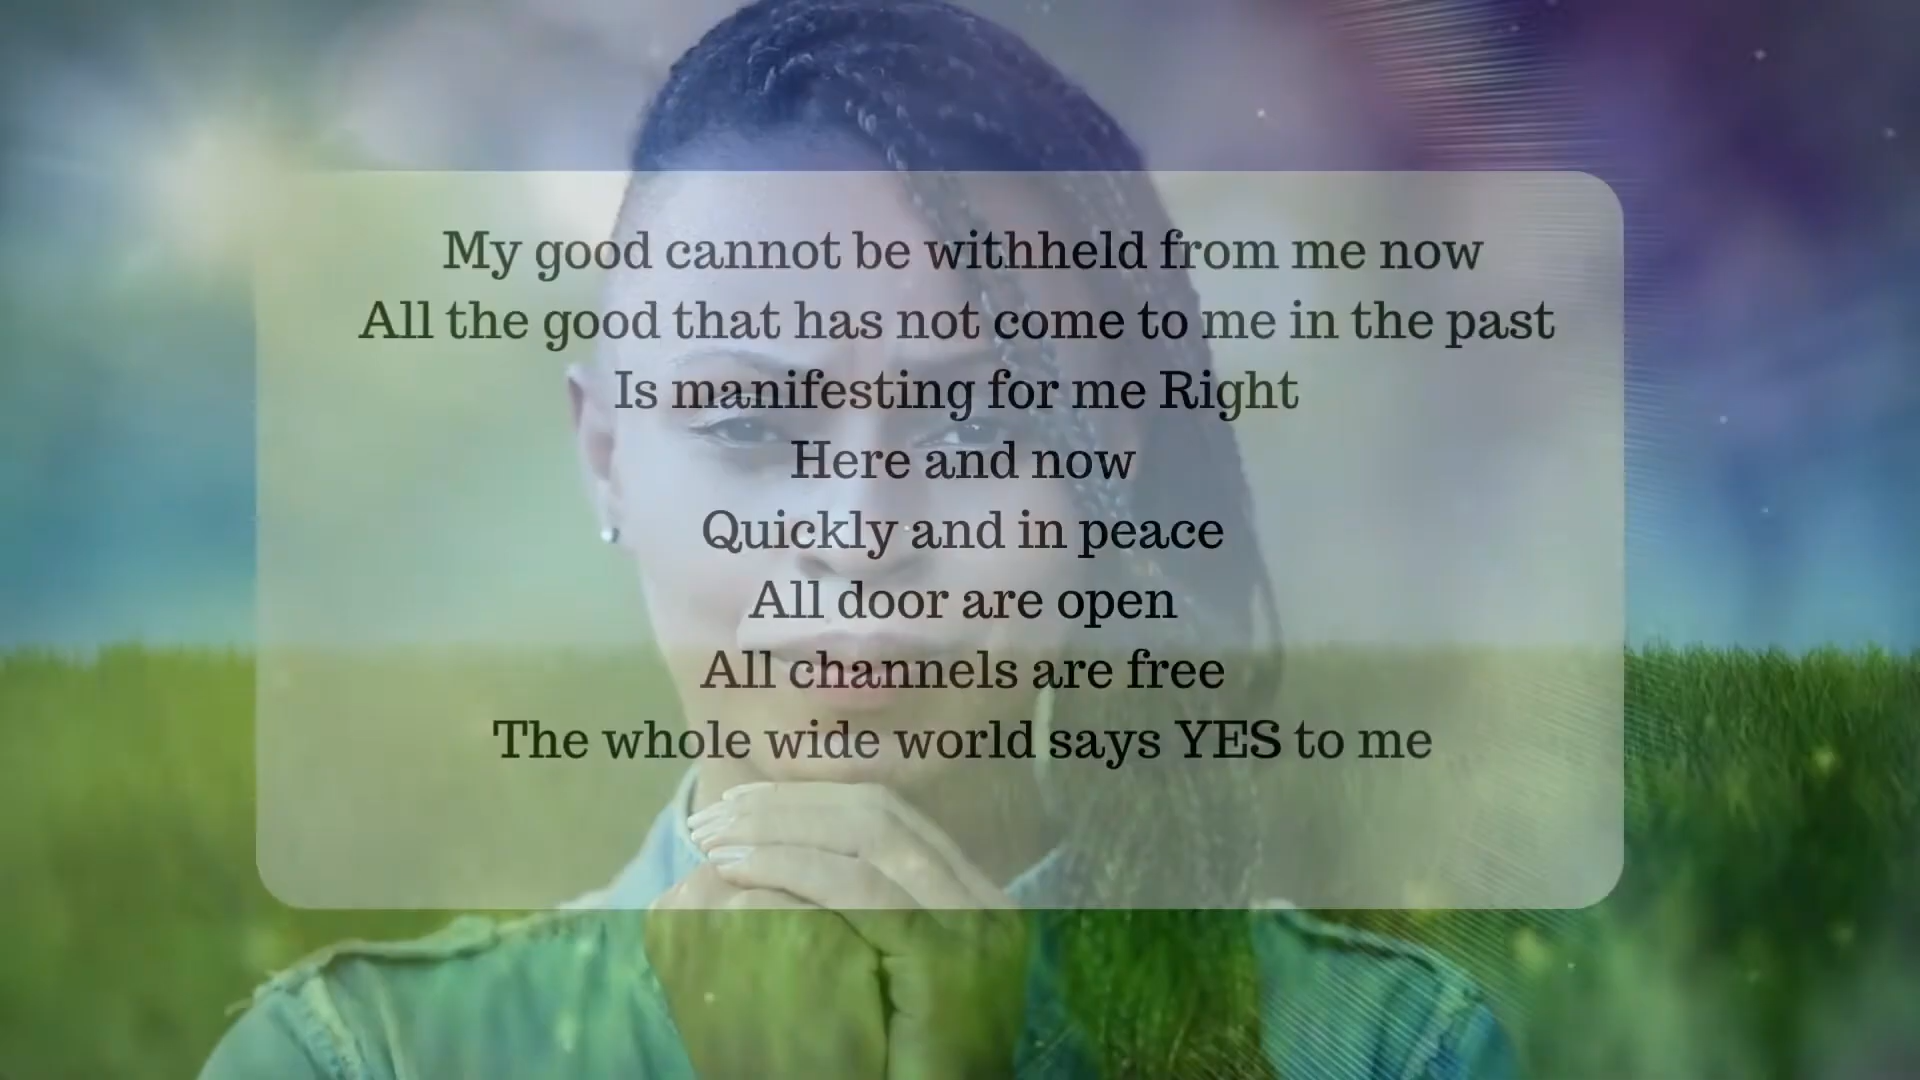 My good cannot be withheld from me now
All the good that has not come to me in the past
Is manifesting for me Right
Here and now
Quickly and in peace
All door are open
All channels are free
The whole wide world says YES to me